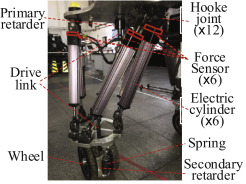 Primary
retarder
Hooke
joint
(x12)
Force
Sensor
(x6)
Drive
link
Electric
cylinder
(x6)
Spring
Wheel
Secondary
retarder